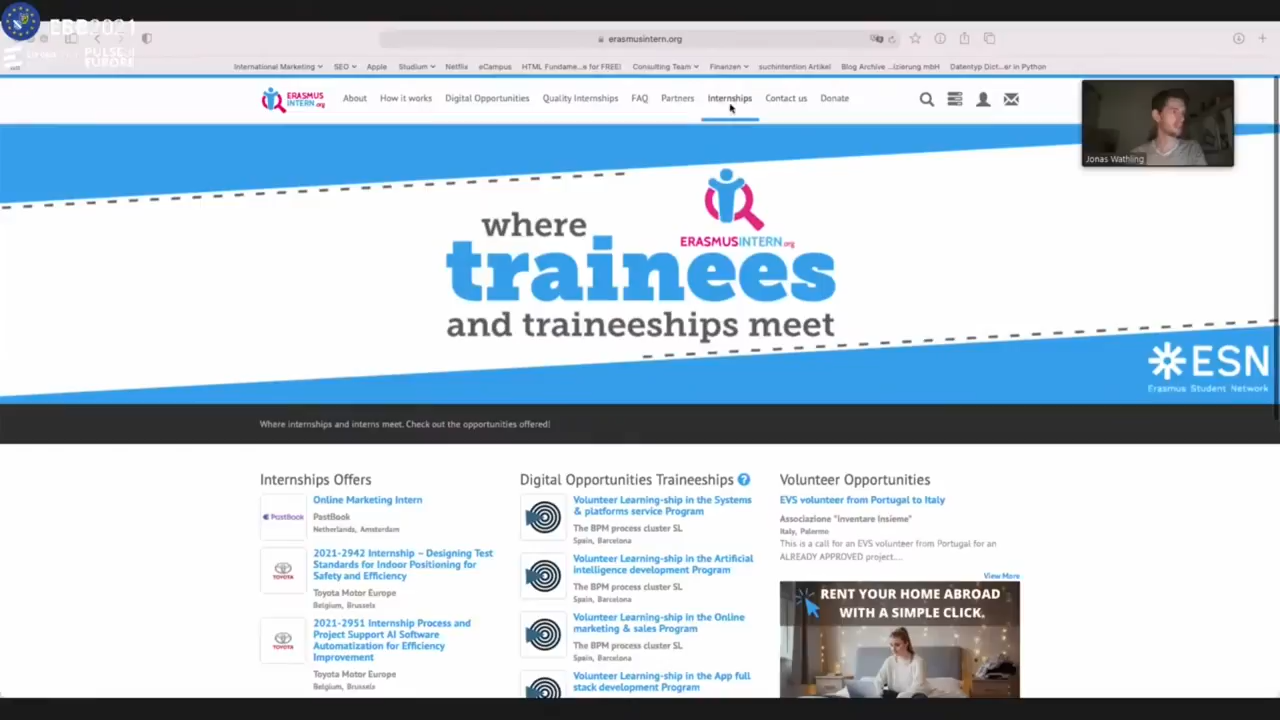 EBD2021
PULSE of
EUROPE
erasmusintern.org
International Marketing
SEO
Apple
Studium
Netflix
eCampus
HTML Fundame...s for FREE!
Consulting Team
Finanzen
suchintention Artikel
Blog Archive ...izierung mbH
Datentyp Dict...er in Python
ERASMUS
INTERN.org
About
How it works
Digital Opportunities
Quality Internships
FAQ
Partners
Internships
Contact us
Donate
Jonas Wathling
where
ERASMUSINTERN.org
trainees
and traineeships meet
ESN
Erasmus Student Network
Where internships and interns meet. Check out the opportunities offered!
Internships Offers
PastBook
Online Marketing Intern
PastBook
Netherlands, Amsterdam
TOYOTA
2021-2942 Internship – Designing Test
Standards for Indoor Positioning for
Safety and Efficiency
Toyota Motor Europe
Belgium, Brussels
TOYOTA
2021-2951 Internship Process and
Project Support AI Software
Automatization for Efficiency
Improvement
Toyota Motor Europe
Belgium, Brussels
Digital Opportunities Traineeships ?
Volunteer Learning-ship in the Systems
& platforms service Program
The BPM process cluster SL
Spain, Barcelona
Volunteer Learning-ship in the Artificial
intelligence development Program
The BPM process cluster SL
Spain, Barcelona
Volunteer Learning-ship in the Online
marketing & sales Program
The BPM process cluster SL
Spain, Barcelona
Volunteer Learning-ship in the App full
stack development Program
Volunteer Opportunities
EVS volunteer from Portugal to Italy
Associazione "Inventare Insieme"
Italy, Palermo
This is a call for an EVS volunteer from Portugal for an
ALREADY APPROVED project....
View More
RENT YOUR HOME ABROAD
WITH A SIMPLE CLICK.